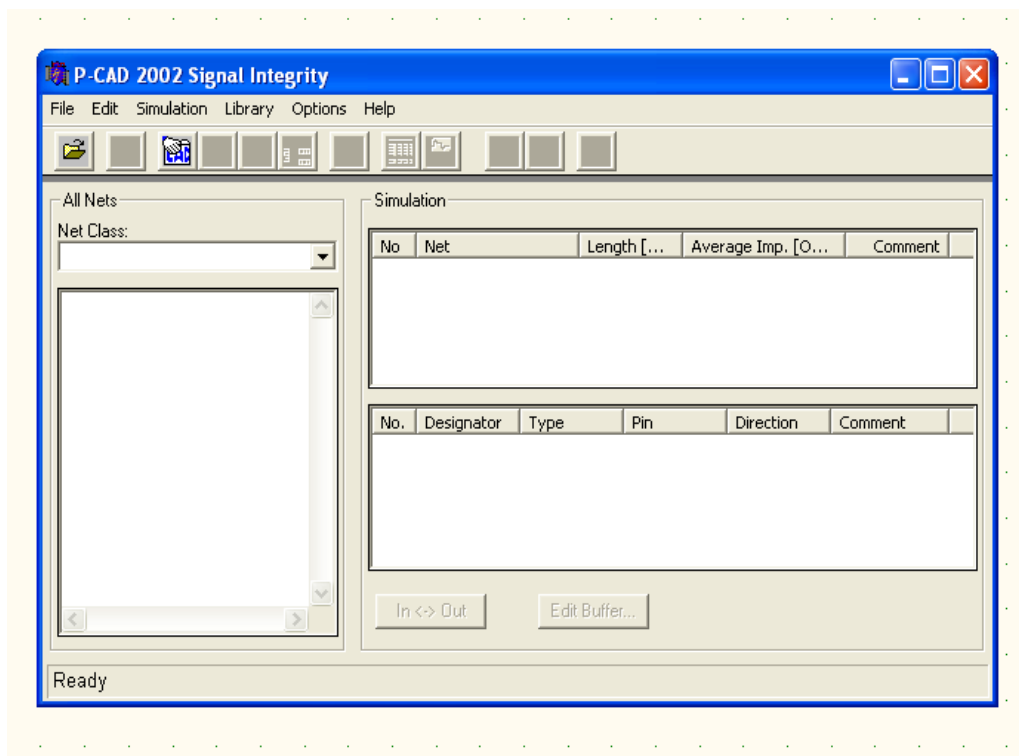 P-CAD 2002 Signal Integrity
File Edit Simulation Library Options Help
All Nets
Net Class:
Simulation
No Net Length [... Average Imp. [O... Comment
No. Designator Type Pin Direction Comment
In <-> Out Edit Buffer...
Ready